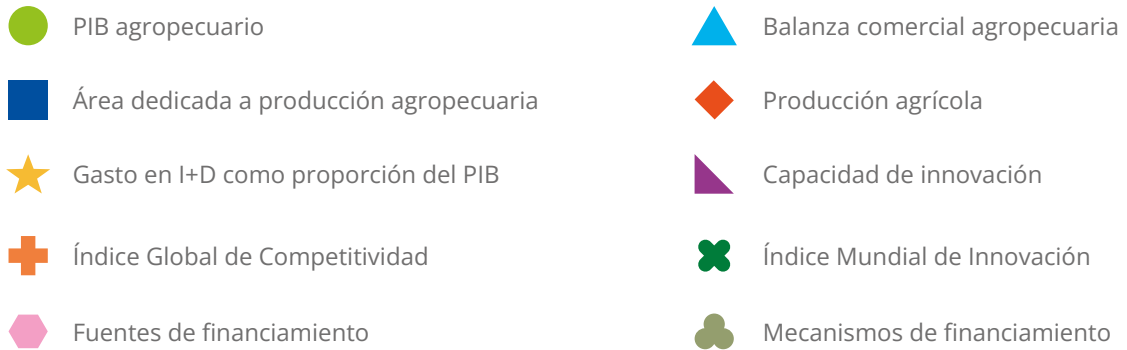 PIB agropecuario
Balanza comercial agropecuaria
Área dedicada a producción agropecuaria
Producción agrícola
Gasto en I+D como proporción del PIB
Capacidad de innovación
Índice Global de Competitividad
Índice Mundial de Innovación
Fuentes de financiamiento
Mecanismos de financiamiento